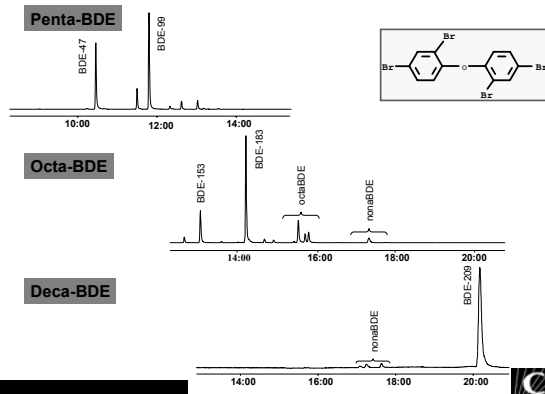 Penta-BDE
BDE-47
BDE-99
Br
Br
O
Br
Br
10:00 12:00 14:00
Octa-BDE
BDE-153
BDE-183
octaBDE
nonaBDE
14:00 16:00 18:00 20:00
Deca-BDE
nonaBDE
BDE-209
14:00 16:00 18:00 20:00